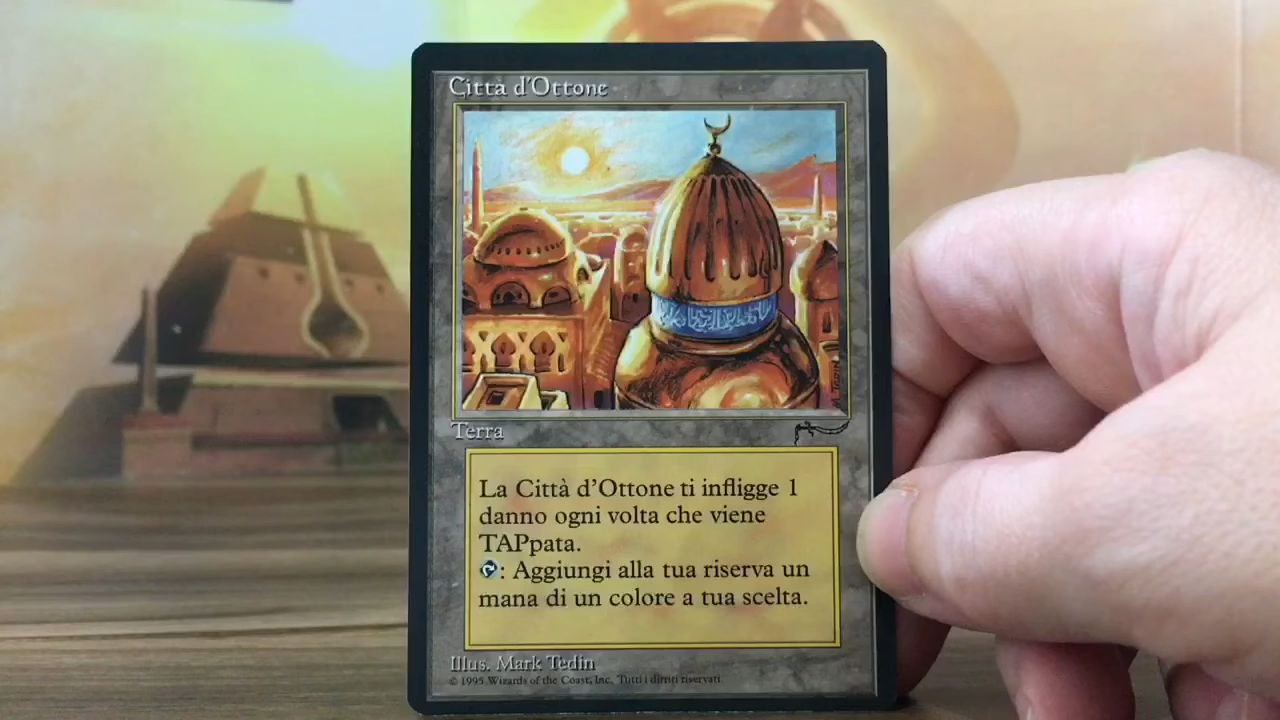 Città d'Ottone
M. TEDIN
Terra
La Città d'Ottone ti infligge 1
danno ogni volta che viene
TAPpata.
: Aggiungi alla tua riserva un
mana di un colore a tua scelta.
Illus. Mark Tedin
© 1995 Wizards of the Coast, Inc. Tutti i diritti riservati